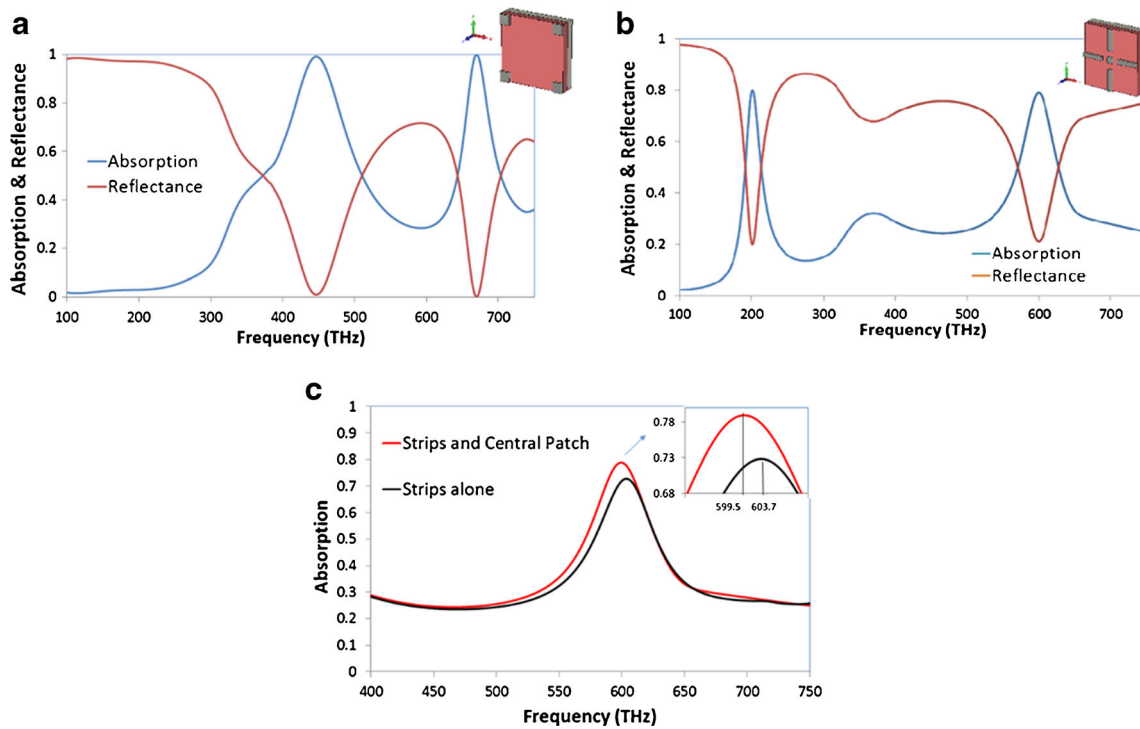 a
Absorption & Reflectance
1
0.8
0.6
0.4
0.2
0
Absorption
Reflectance
100 200 300 400 500 600 700
Frequency (THz)
b
Absorption & Reflectance
1
0.8
0.6
0.4
0.2
0
Absorption
Reflectance
100 200 300 400 500 600 700
Frequency (THz)
c
Absorption
1
0.9
0.8
0.7
0.6
0.5
0.4
0.3
0.2
0.1
0
Strips and Central Patch
Strips alone
0.78
0.73
0.68
599.5 603.7
400 450 500 550 600 650 700 750
Frequency (THz)